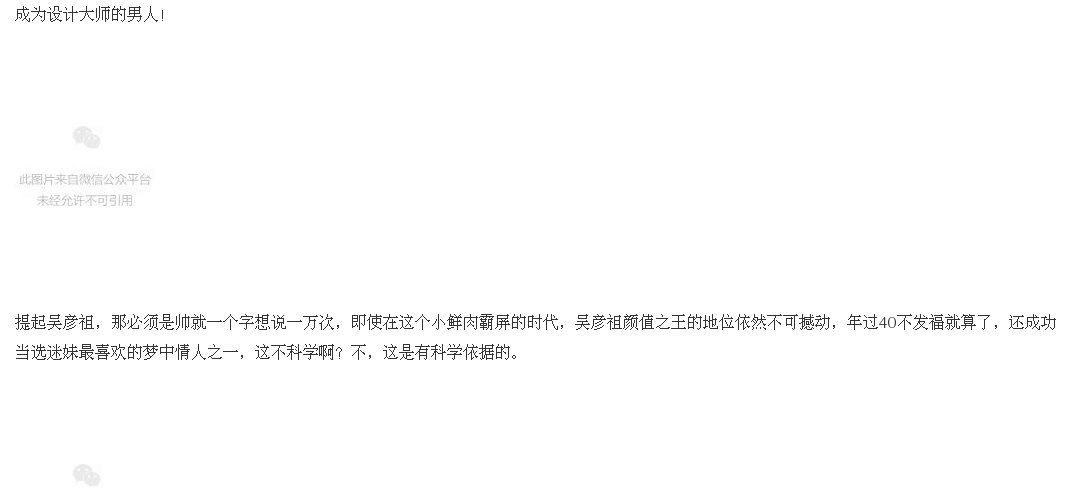 成为设计大师的男人!
此图片来自微信公众平台
未经允许不可引用
提起吴彦祖，那必须是帅就一个字想说一万次，即使在这个小鲜肉霸屏的时代，吴彦祖颜值之王的地位依然不可撼动，年过40不发福就算了，还成功
当选迷妹最喜欢的梦中情人之一，这不科学啊？不，这是有科学依据的。